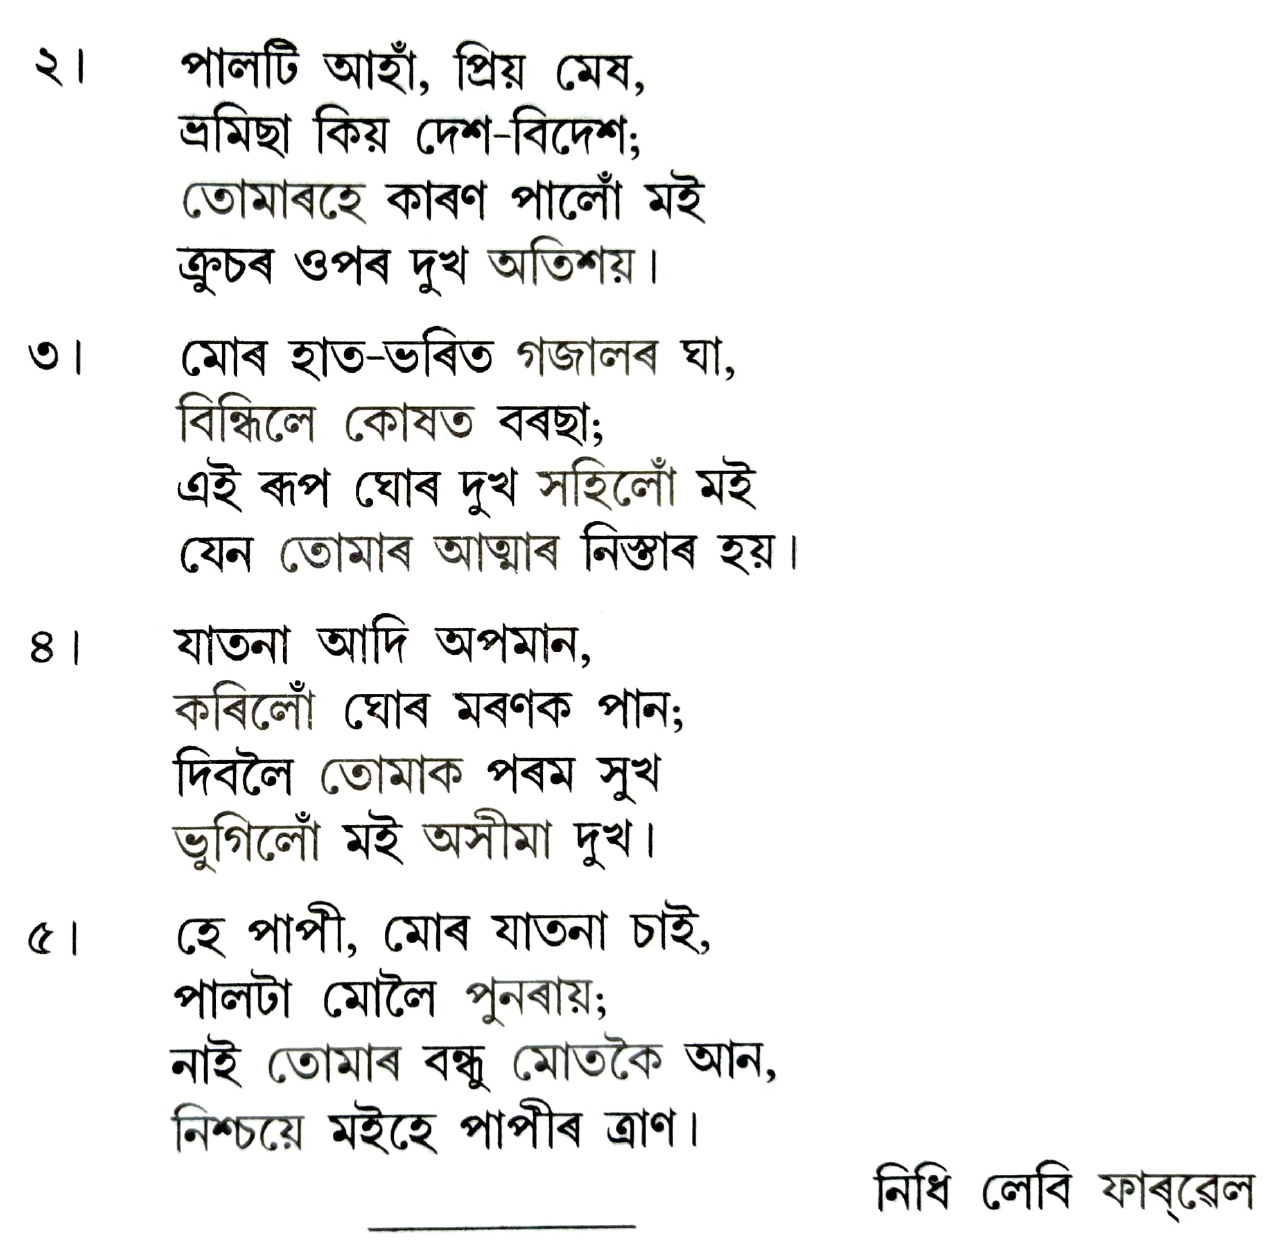 ২। পালটি আহাঁ, প্ৰিয় মেষ,
ভ্ৰমিছা কিয় দেশ-বিদেশ;
তোমাৰহে কাৰণ পালোঁ মই
ক্ৰুচৰ ওপৰ দুখ অতিশয়।
৩। মোৰ হাত-ভৰিত গজালৰ ঘা,
বিন্ধিলে কোষত বৰছা;
এই ৰূপ ঘোৰ দুখ সহিলোঁ মই
যেন তোমাৰ আত্মাৰ নিস্তাৰ হয়।
৪। যাতনা আদি অপমান,
কৰিলোঁ ঘোৰ মৰণক পান;
দিবলৈ তোমাক পৰম সুখ
ভুগিলোঁ মই অসীমা দুখ।
৫। হে পাপী, মোৰ যাতনা চাই,
পালটা মোলৈ পুনৰায়;
নাই তোমাৰ বন্ধু মোতকৈ আন,
নিশ্চয়ে মইহে পাপীৰ ত্ৰাণ।
নিধি লেবি ফাৰ্ৱেল